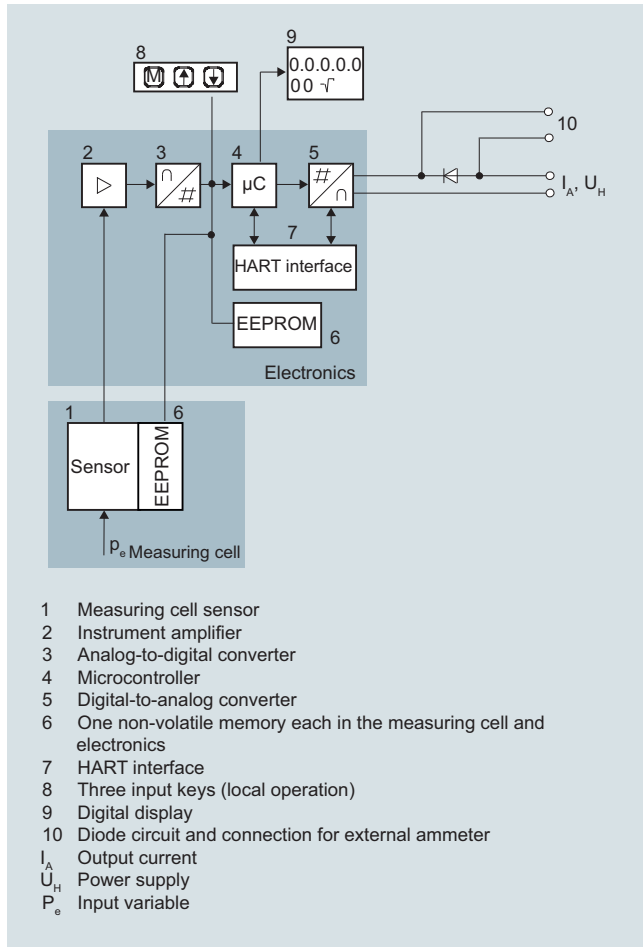 8
M
9
0.0.0.0.0
00 √
10
2
3
4
5
∩
#
µC
#
∩
I_A, U_H
7
HART interface
EEPROM
6
Electronics
1
6
Sensor
EEPROM
p_e Measuring cell
1 Measuring cell sensor
2 Instrument amplifier
3 Analog-to-digital converter
4 Microcontroller
5 Digital-to-analog converter
6 One non-volatile memory each in the measuring cell and
electronics
7 HART interface
8 Three input keys (local operation)
9 Digital display
10 Diode circuit and connection for external ammeter
I_A Output current
U_H Power supply
P_e Input variable